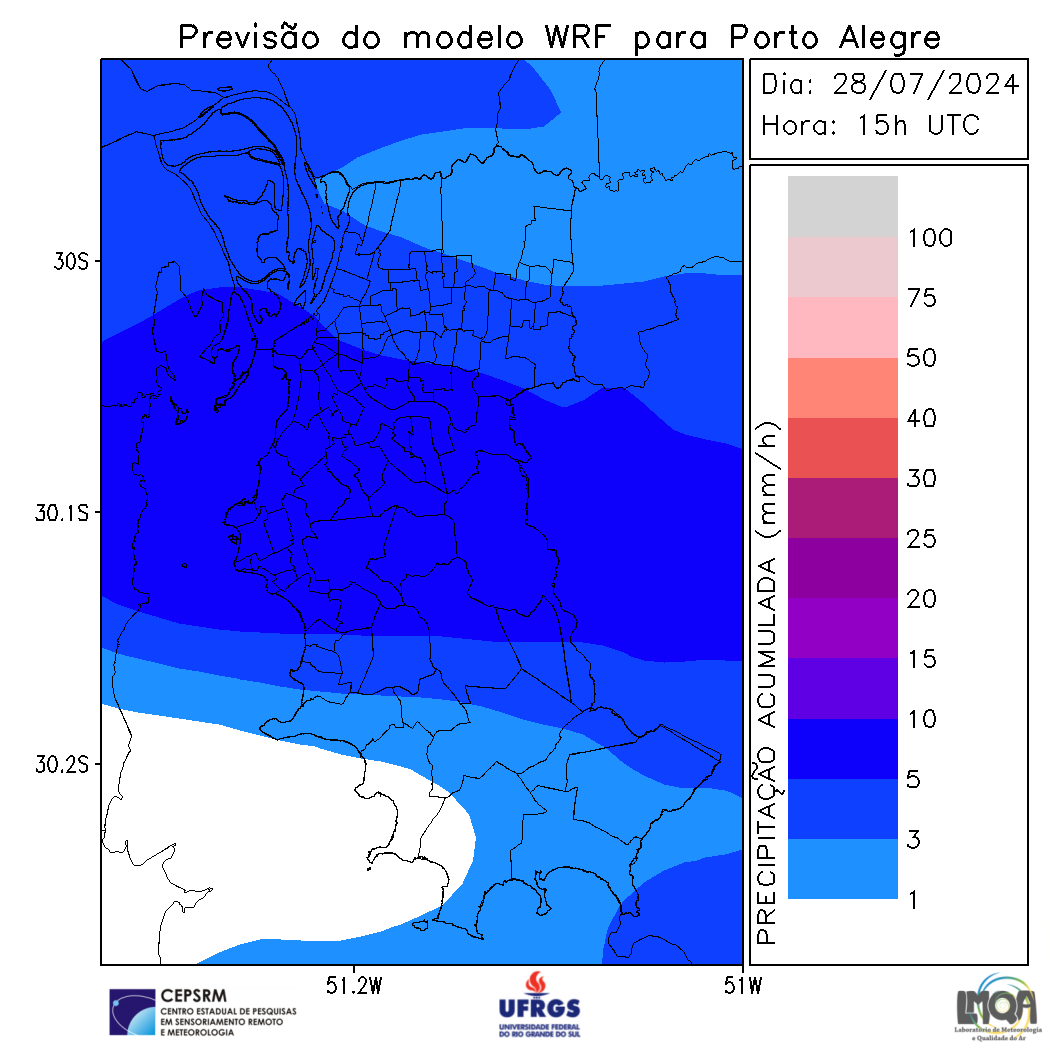 Previsão do modelo WRF para Porto Alegre
Dia: 28/07/2024
Hora: 15h UTC
30S
30.1S
30.2S
51.2W
51W
PRECIPITAÇÃO ACUMULADA (mm/h)
100
75
50
40
30
25
20
15
10
5
3
1
CEPSRM
CENTRO ESTADUAL DE PESQUISAS
EM SENSORIAMENTO REMOTO
E METEOROLOGIA
UFRGS
UNIVERSIDADE FEDERAL
DO RIO GRANDE DO SUL
LMQA
Laboratório de Meteorologia
e Qualidade do Ar